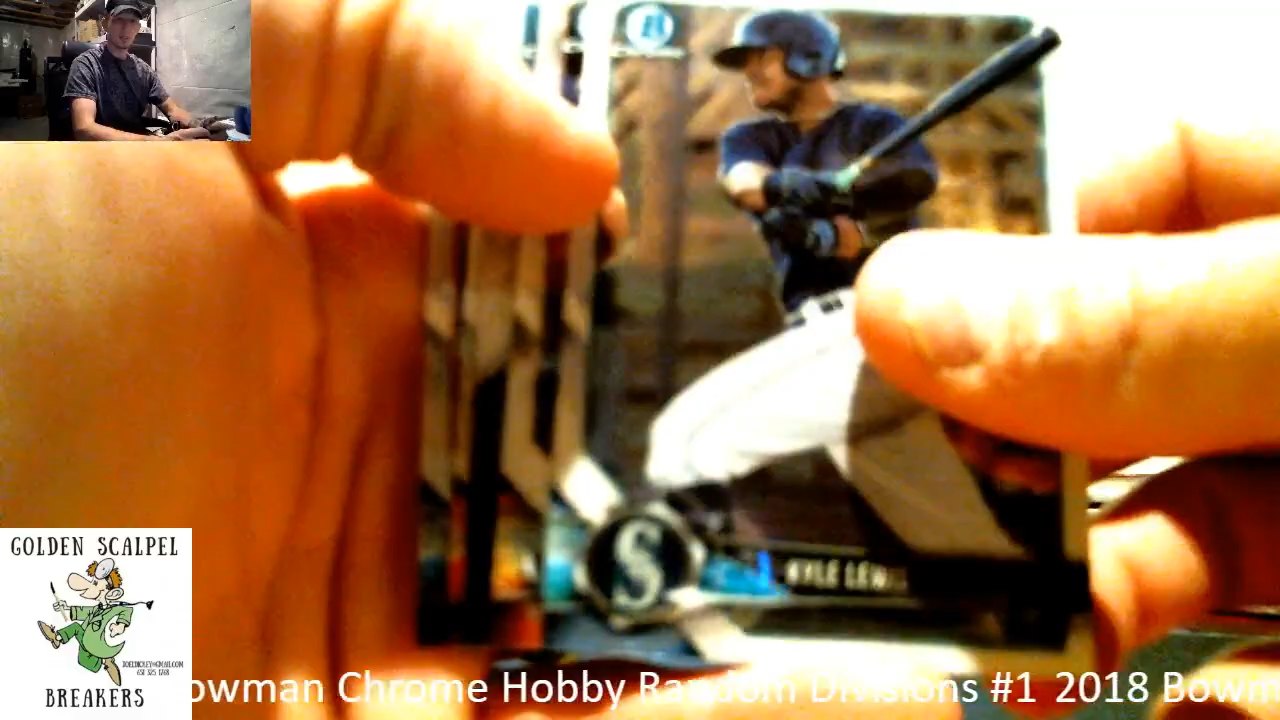 KYLE LEWIS
S
GOLDEN SCALPEL
BREAKERS
owman Chrome Hobby Random Divisions #1 2018 Bowm